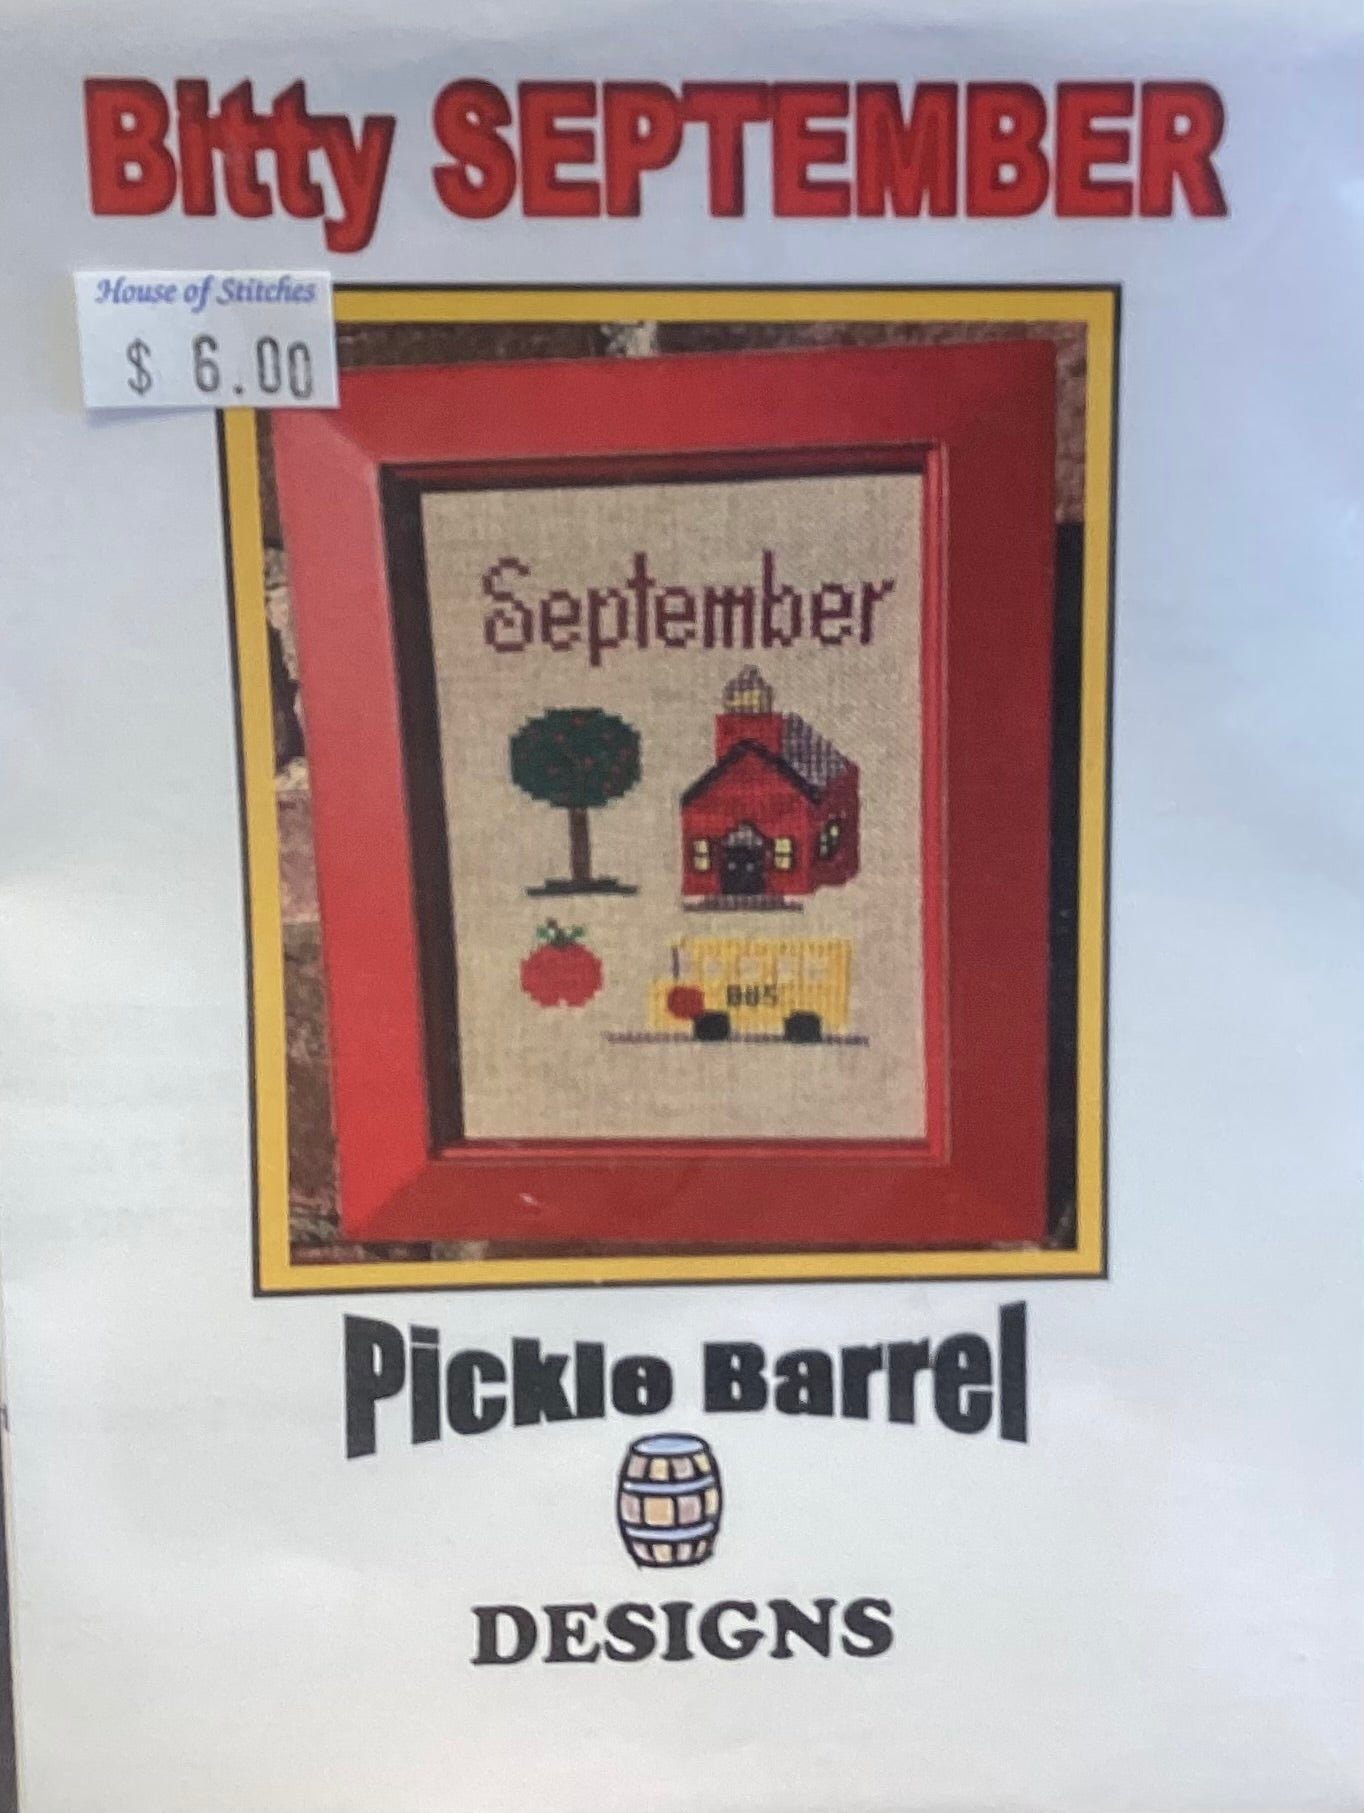 Bitty SEPTEMBER
House of Stitches
$ 6.00
September
BUS
Pickle Barrel
DESIGNS